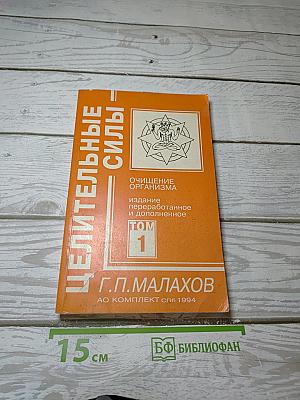 ЦЕЛИТЕЛЬНЫЕ
СИЛЫ
ОЧИЩЕНИЕ
ОРГАНИЗМА
издание
переработанное
и дополненное
ТОМ
1
Г.П.МАЛАХОВ
АО КОМПЛЕКТ СПб 1994
15 см
БФ БИБЛИОФАН